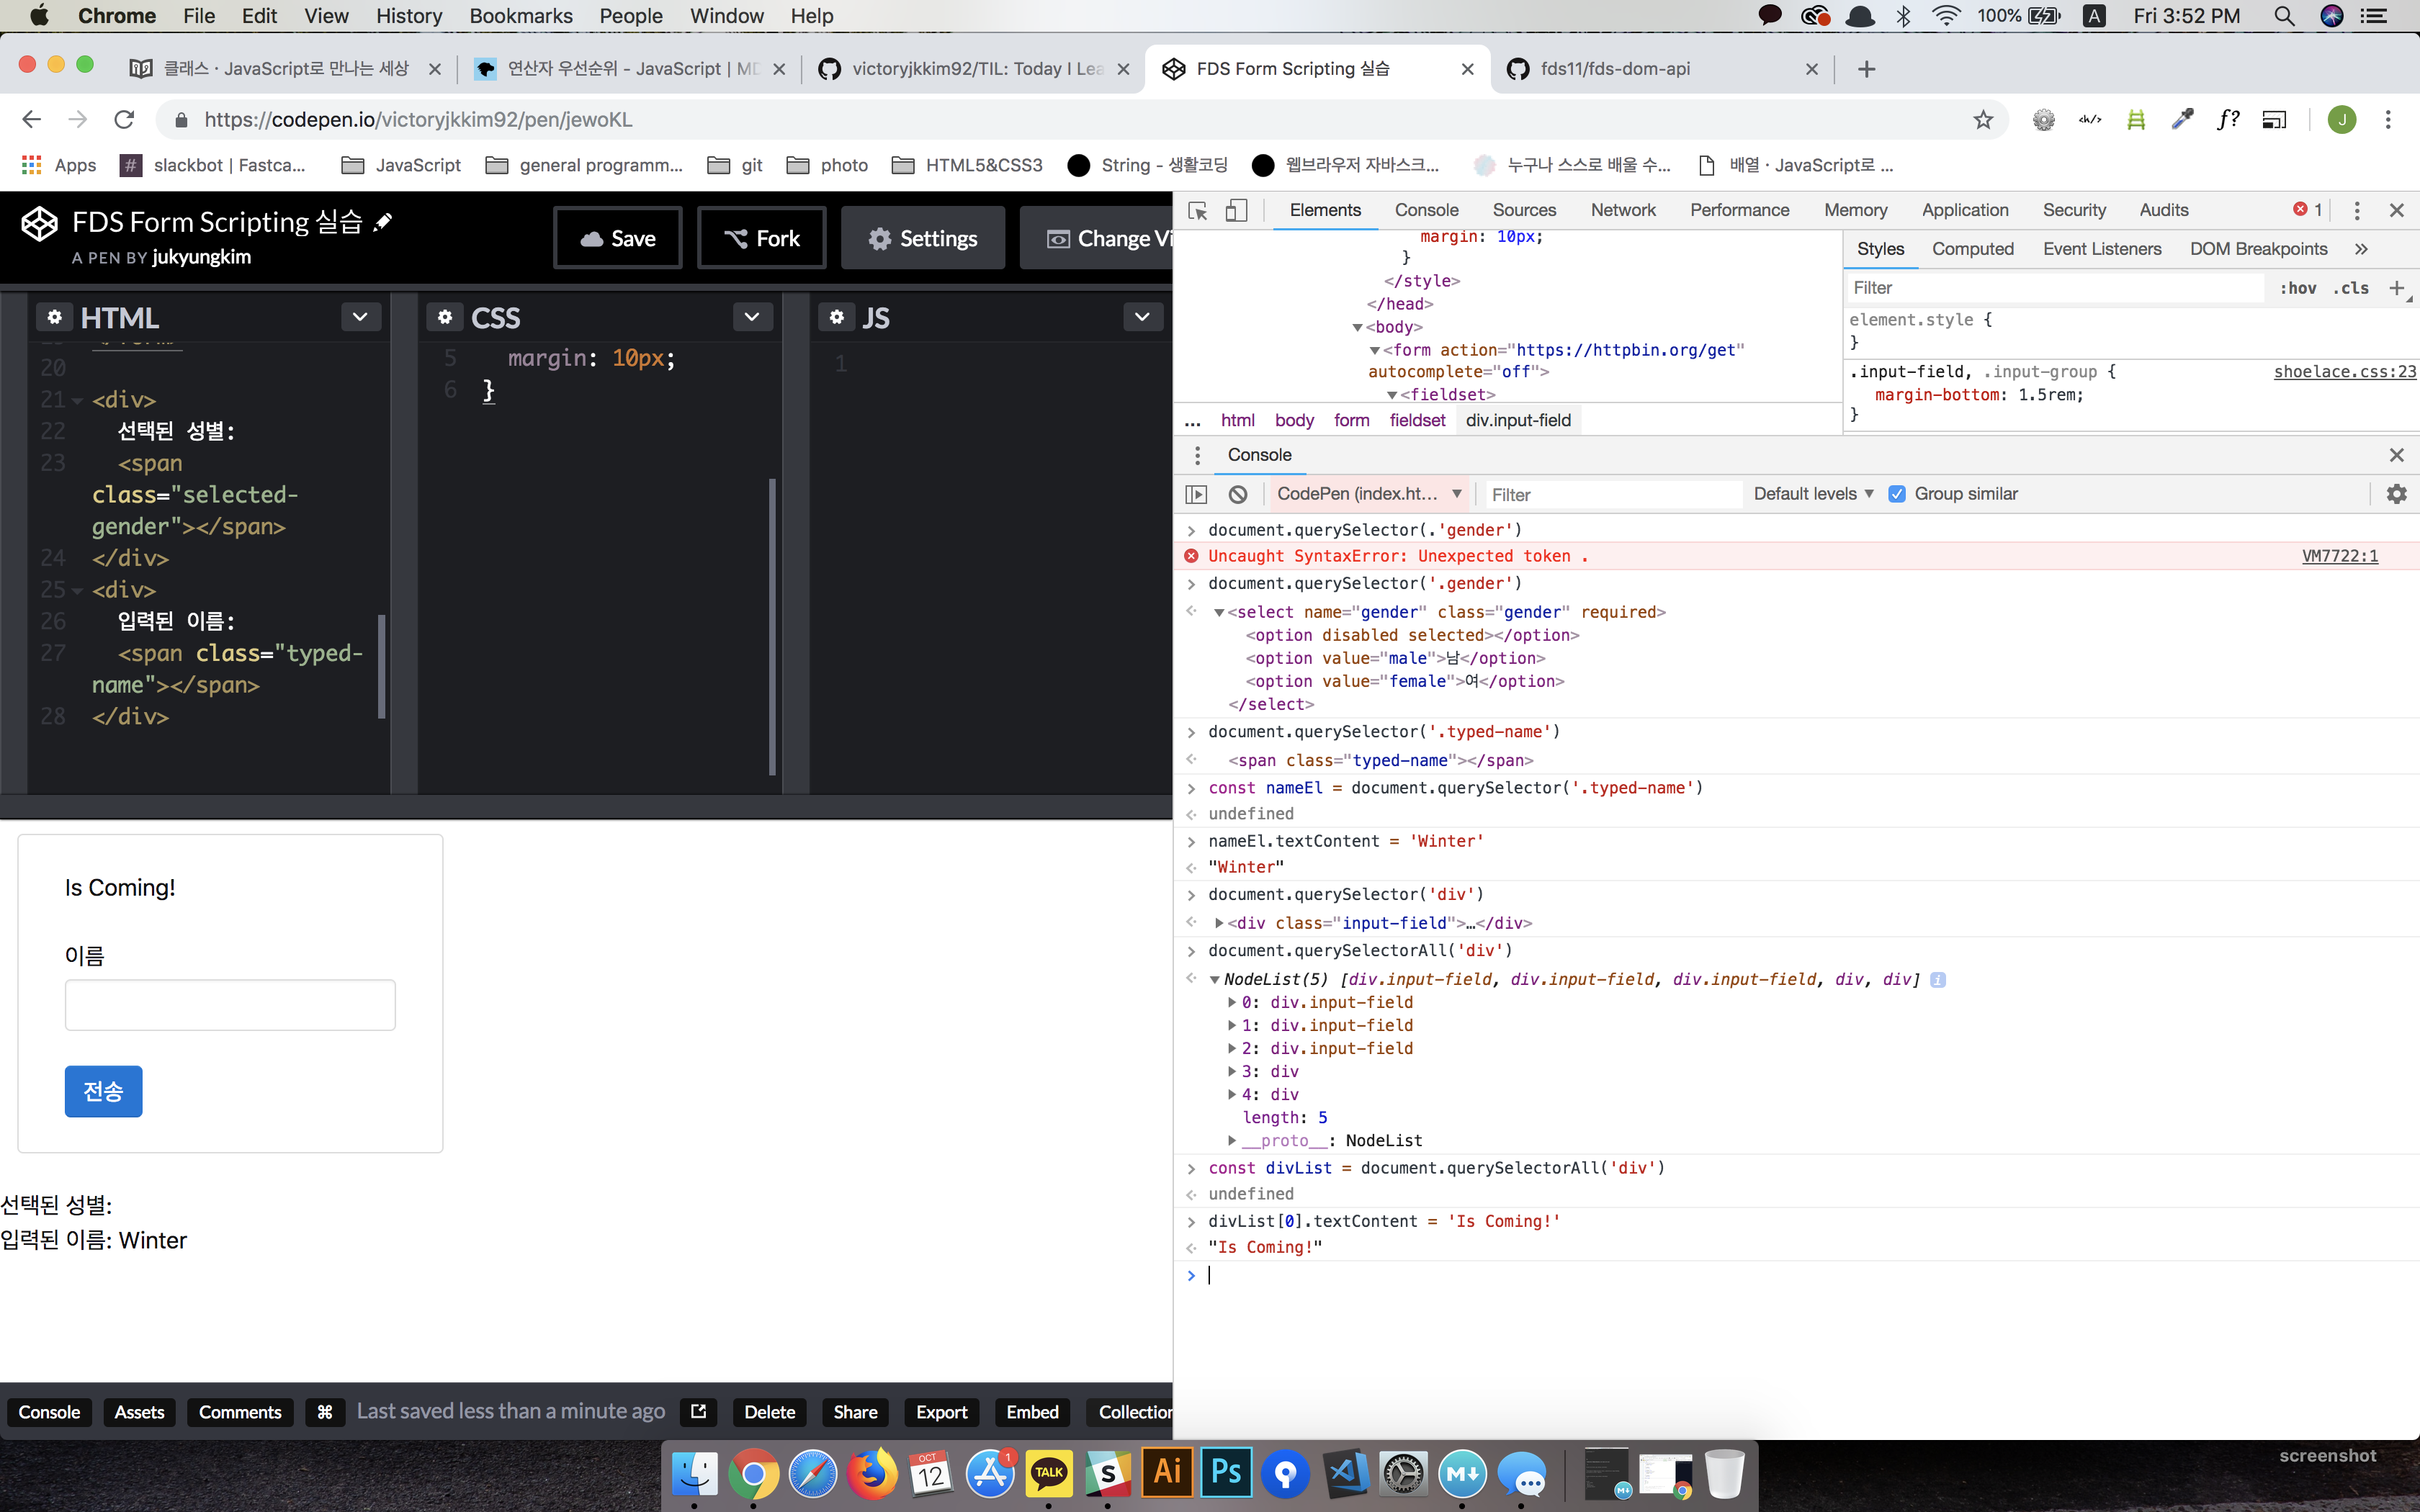 Chrome File Edit View History Bookmarks People Window Help 100% A Fri 3:52 PM
클래스 · JavaScript로 만나는 세상 연산자 우선순위 - JavaScript | MD victoryjkkim92/TIL: Today I Lea FDS Form Scripting 실습 fds11/fds-dom-api
https://codepen.io/victoryjkkim92/pen/jewoKL J
Apps slackbot | Fastca... JavaScript general programm... git photo HTML5&CSS3 String - 생활코딩 웹브라우저 자바스크... 누구나 스스로 배울 수... 배열 · JavaScript로 ...
FDS Form Scripting 실습
A PEN BY jukyungkim
Save Fork Settings Change Vi
HTML
20
21 <div>
22 선택된 성별:
23 <span
class="selected-
gender"></span>
24 </div>
25 <div>
26 입력된 이름:
27 <span class="typed-
name"></span>
28 </div>
CSS
5 margin: 10px;
6 }
JS
1
Is Coming!
이름
전송
선택된 성별:
입력된 이름: Winter
Console Assets Comments ⌘ Last saved less than a minute ago Delete Share Export Embed Collection
Elements Console Sources Network Performance Memory Application Security Audits 1
margin: 10px;
}
</style>
</head>
▼<body>
▼<form action="https://httpbin.org/get"
autocomplete="off">
▼<fieldset>
... html body form fieldset div.input-field
Styles Computed Event Listeners DOM Breakpoints »
Filter :hov .cls +
element.style {
}
.input-field, .input-group { shoelace.css:23
margin-bottom: 1.5rem;
}
Console
CodePen (index.ht... ▼ Filter Default levels ▼ Group similar
> document.querySelector(.'gender')
Uncaught SyntaxError: Unexpected token . VM7722:1
> document.querySelector('.gender')
▼<select name="gender" class="gender" required>
<option disabled selected></option>
<option value="male">남</option>
<option value="female">여</option>
</select>
> document.querySelector('.typed-name')
<span class="typed-name"></span>
> const nameEl = document.querySelector('.typed-name')
undefined
> nameEl.textContent = 'Winter'
"Winter"
> document.querySelector('div')
▶<div class="input-field">…</div>
> document.querySelectorAll('div')
▼NodeList(5) [div.input-field, div.input-field, div.input-field, div, div] i
▶0: div.input-field
▶1: div.input-field
▶2: div.input-field
▶3: div
▶4: div
length: 5
▶__proto__: NodeList
> const divList = document.querySelectorAll('div')
undefined
> divList[0].textContent = 'Is Coming!'
"Is Coming!"
>
OCT 12 1 TALK S Ai Ps M↓
screenshot